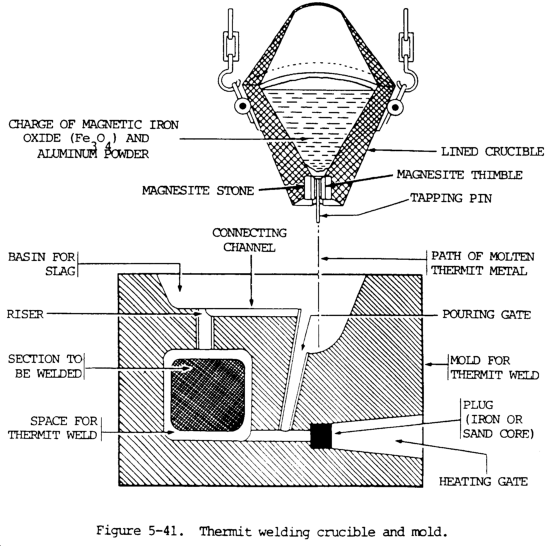 CHARGE OF MAGNETIC IRON
OXIDE (Fe3O4) AND
ALUMINUM POWDER
LINED CRUCIBLE
MAGNESITE THIMBLE
MAGNESITE STONE
TAPPING PIN
CONNECTING
CHANNEL
BASIN FOR
SLAG
PATH OF MOLTEN
THERMIT METAL
RISER
POURING GATE
SECTION TO
BE WELDED
MOLD FOR
THERMIT WELD
SPACE FOR
THERMIT WELD
PLUG
(IRON OR
SAND CORE)
HEATING GATE
Figure 5-41. Thermit welding crucible and mold.